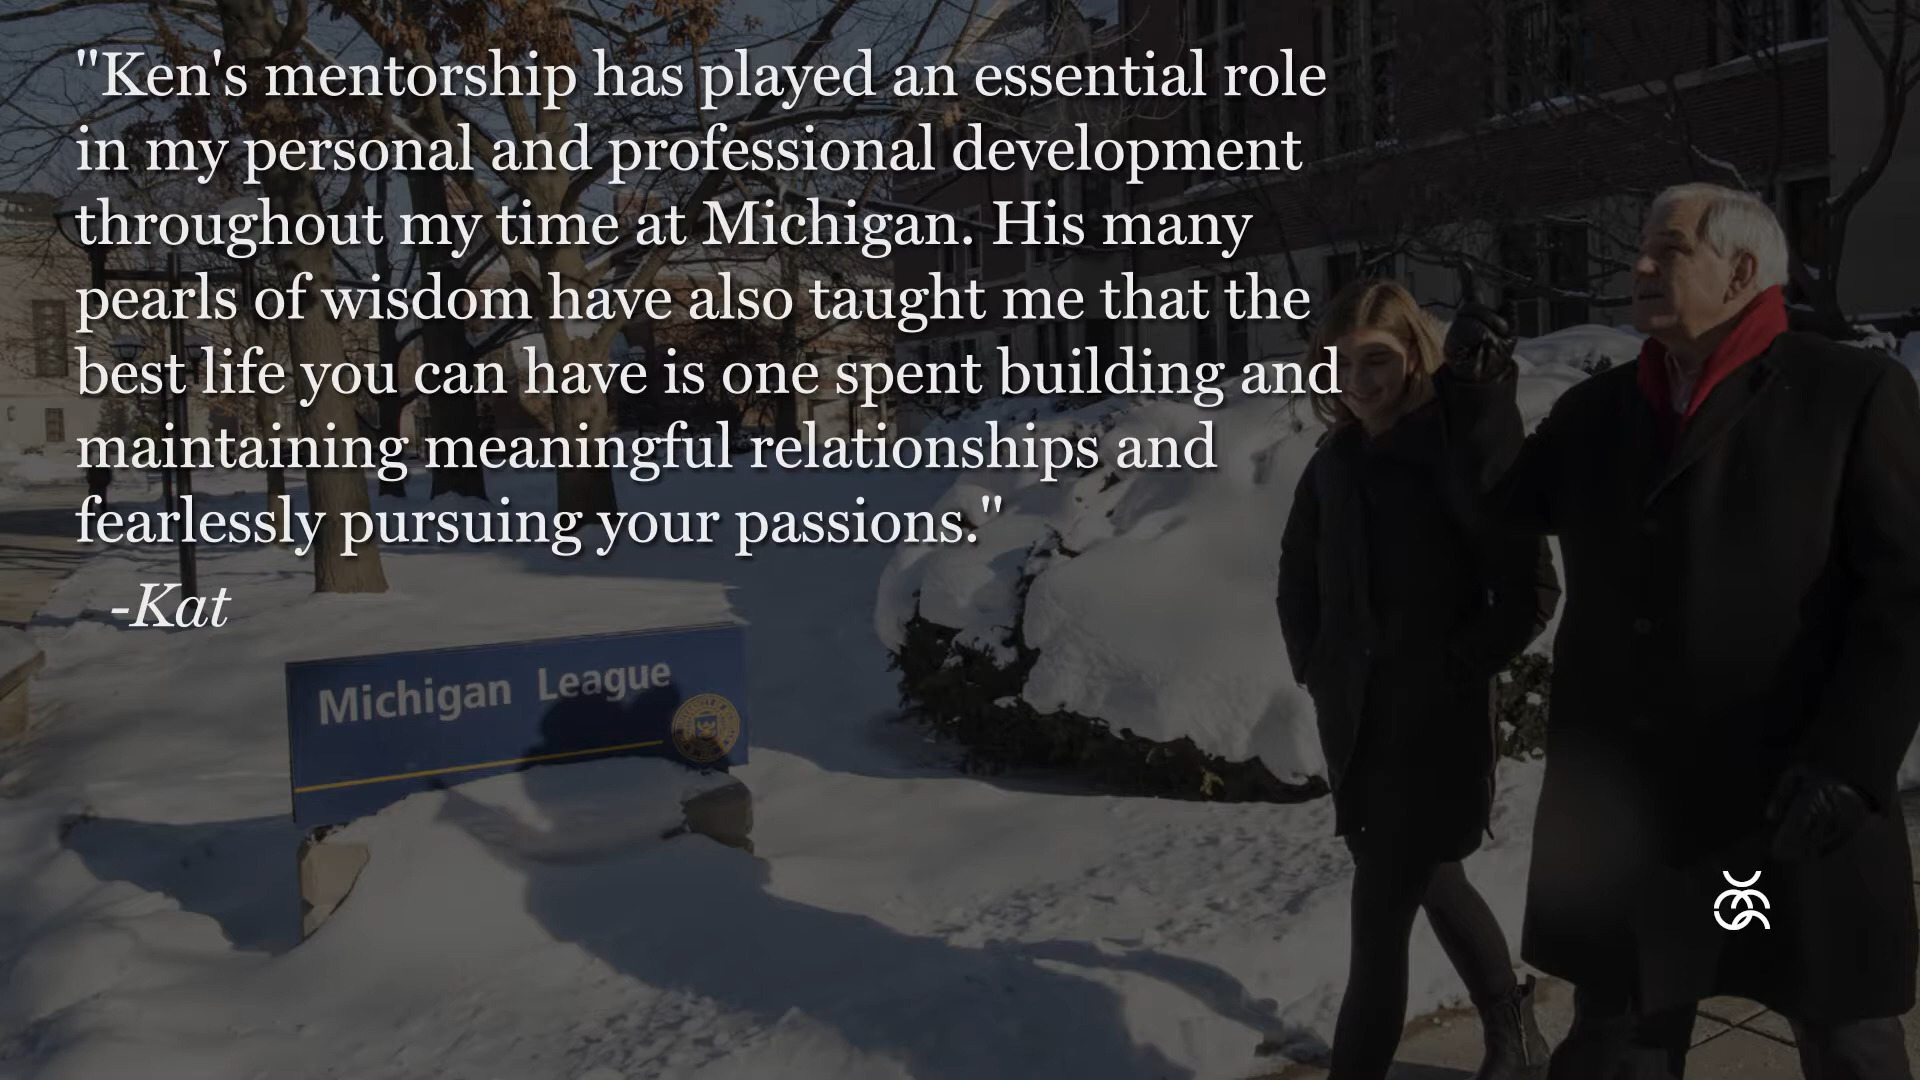 "Ken's mentorship has played an essential role
in my personal and professional development
throughout my time at Michigan. His many
pearls of wisdom have also taught me that the
best life you can have is one spent building and
maintaining meaningful relationships and
fearlessly pursuing your passions."
-Kat
Michigan League